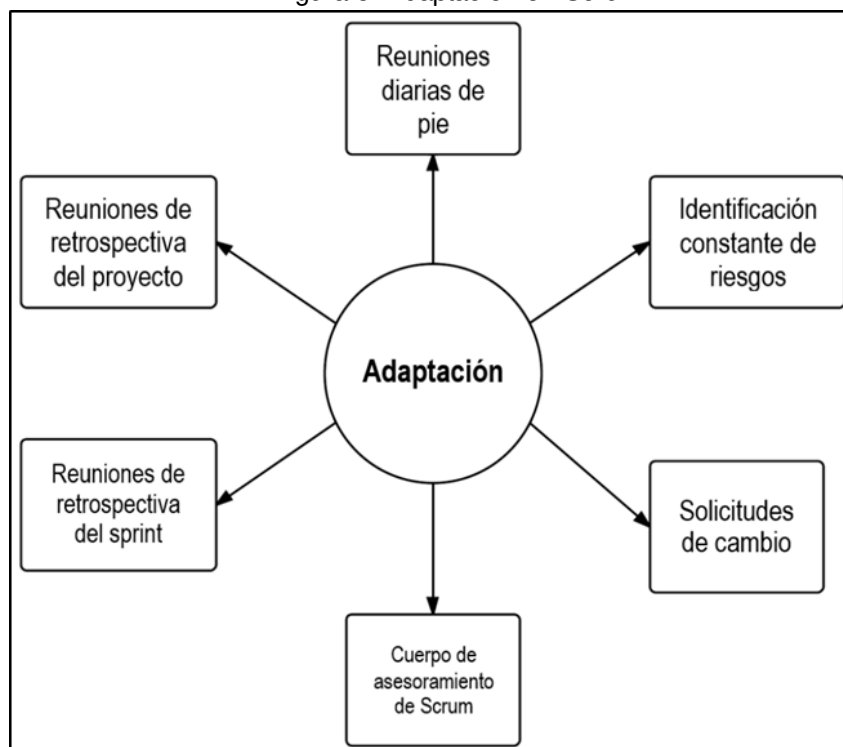 Reuniones
diarias de
pie
Reuniones de
retrospectiva
del proyecto
Identificación
constante de
riesgos
Adaptación
Reuniones de
retrospectiva
del sprint
Solicitudes
de cambio
Cuerpo de
asesoramiento
de Scrum